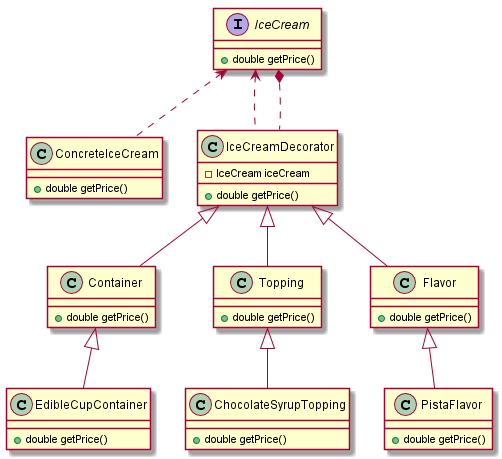 I IceCream
double getPrice()
C ConcreteIceCream
double getPrice()
C IceCreamDecorator
IceCream iceCream
double getPrice()
C Container
double getPrice()
C Topping
double getPrice()
C Flavor
double getPrice()
C EdibleCupContainer
double getPrice()
C ChocolateSyrupTopping
double getPrice()
C PistaFlavor
double getPrice()